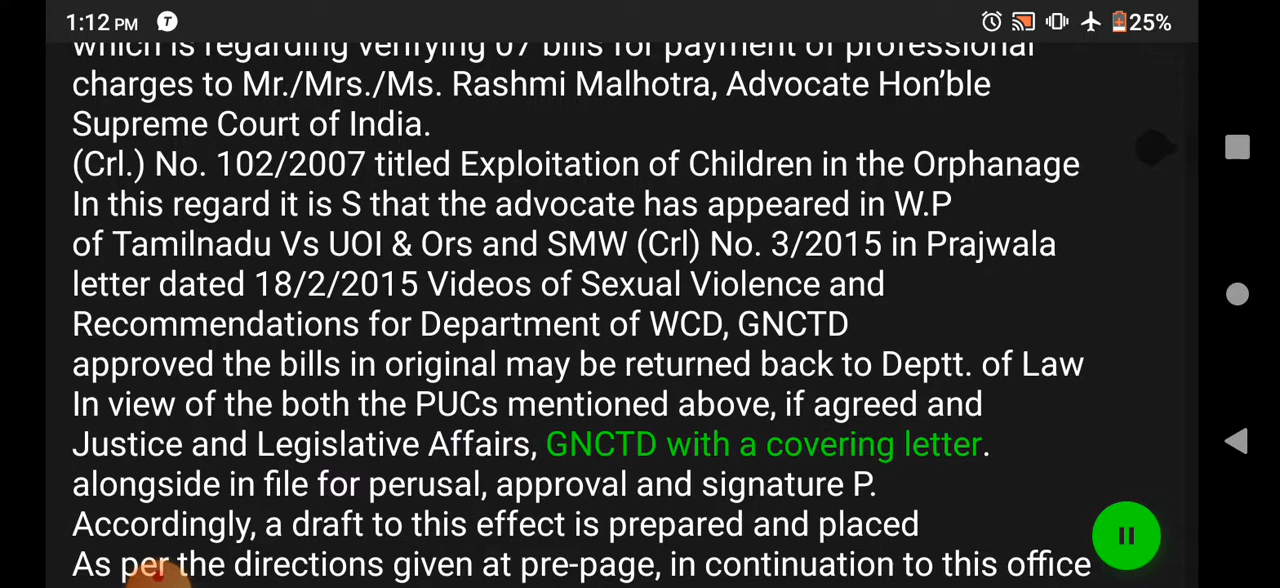 1:12 PM
25%
which is regarding verifying 07 bills for payment of professional
charges to Mr./Mrs./Ms. Rashmi Malhotra, Advocate Hon’ble
Supreme Court of India.
(Crl.) No. 102/2007 titled Exploitation of Children in the Orphanage
In this regard it is S that the advocate has appeared in W.P
of Tamilnadu Vs UOI & Ors and SMW (Crl) No. 3/2015 in Prajwala
letter dated 18/2/2015 Videos of Sexual Violence and
Recommendations for Department of WCD, GNCTD
approved the bills in original may be returned back to Deptt. of Law
In view of the both the PUCs mentioned above, if agreed and
Justice and Legislative Affairs, GNCTD with a covering letter.
alongside in file for perusal, approval and signature P.
Accordingly, a draft to this effect is prepared and placed
As per the directions given at pre-page, in continuation to this office